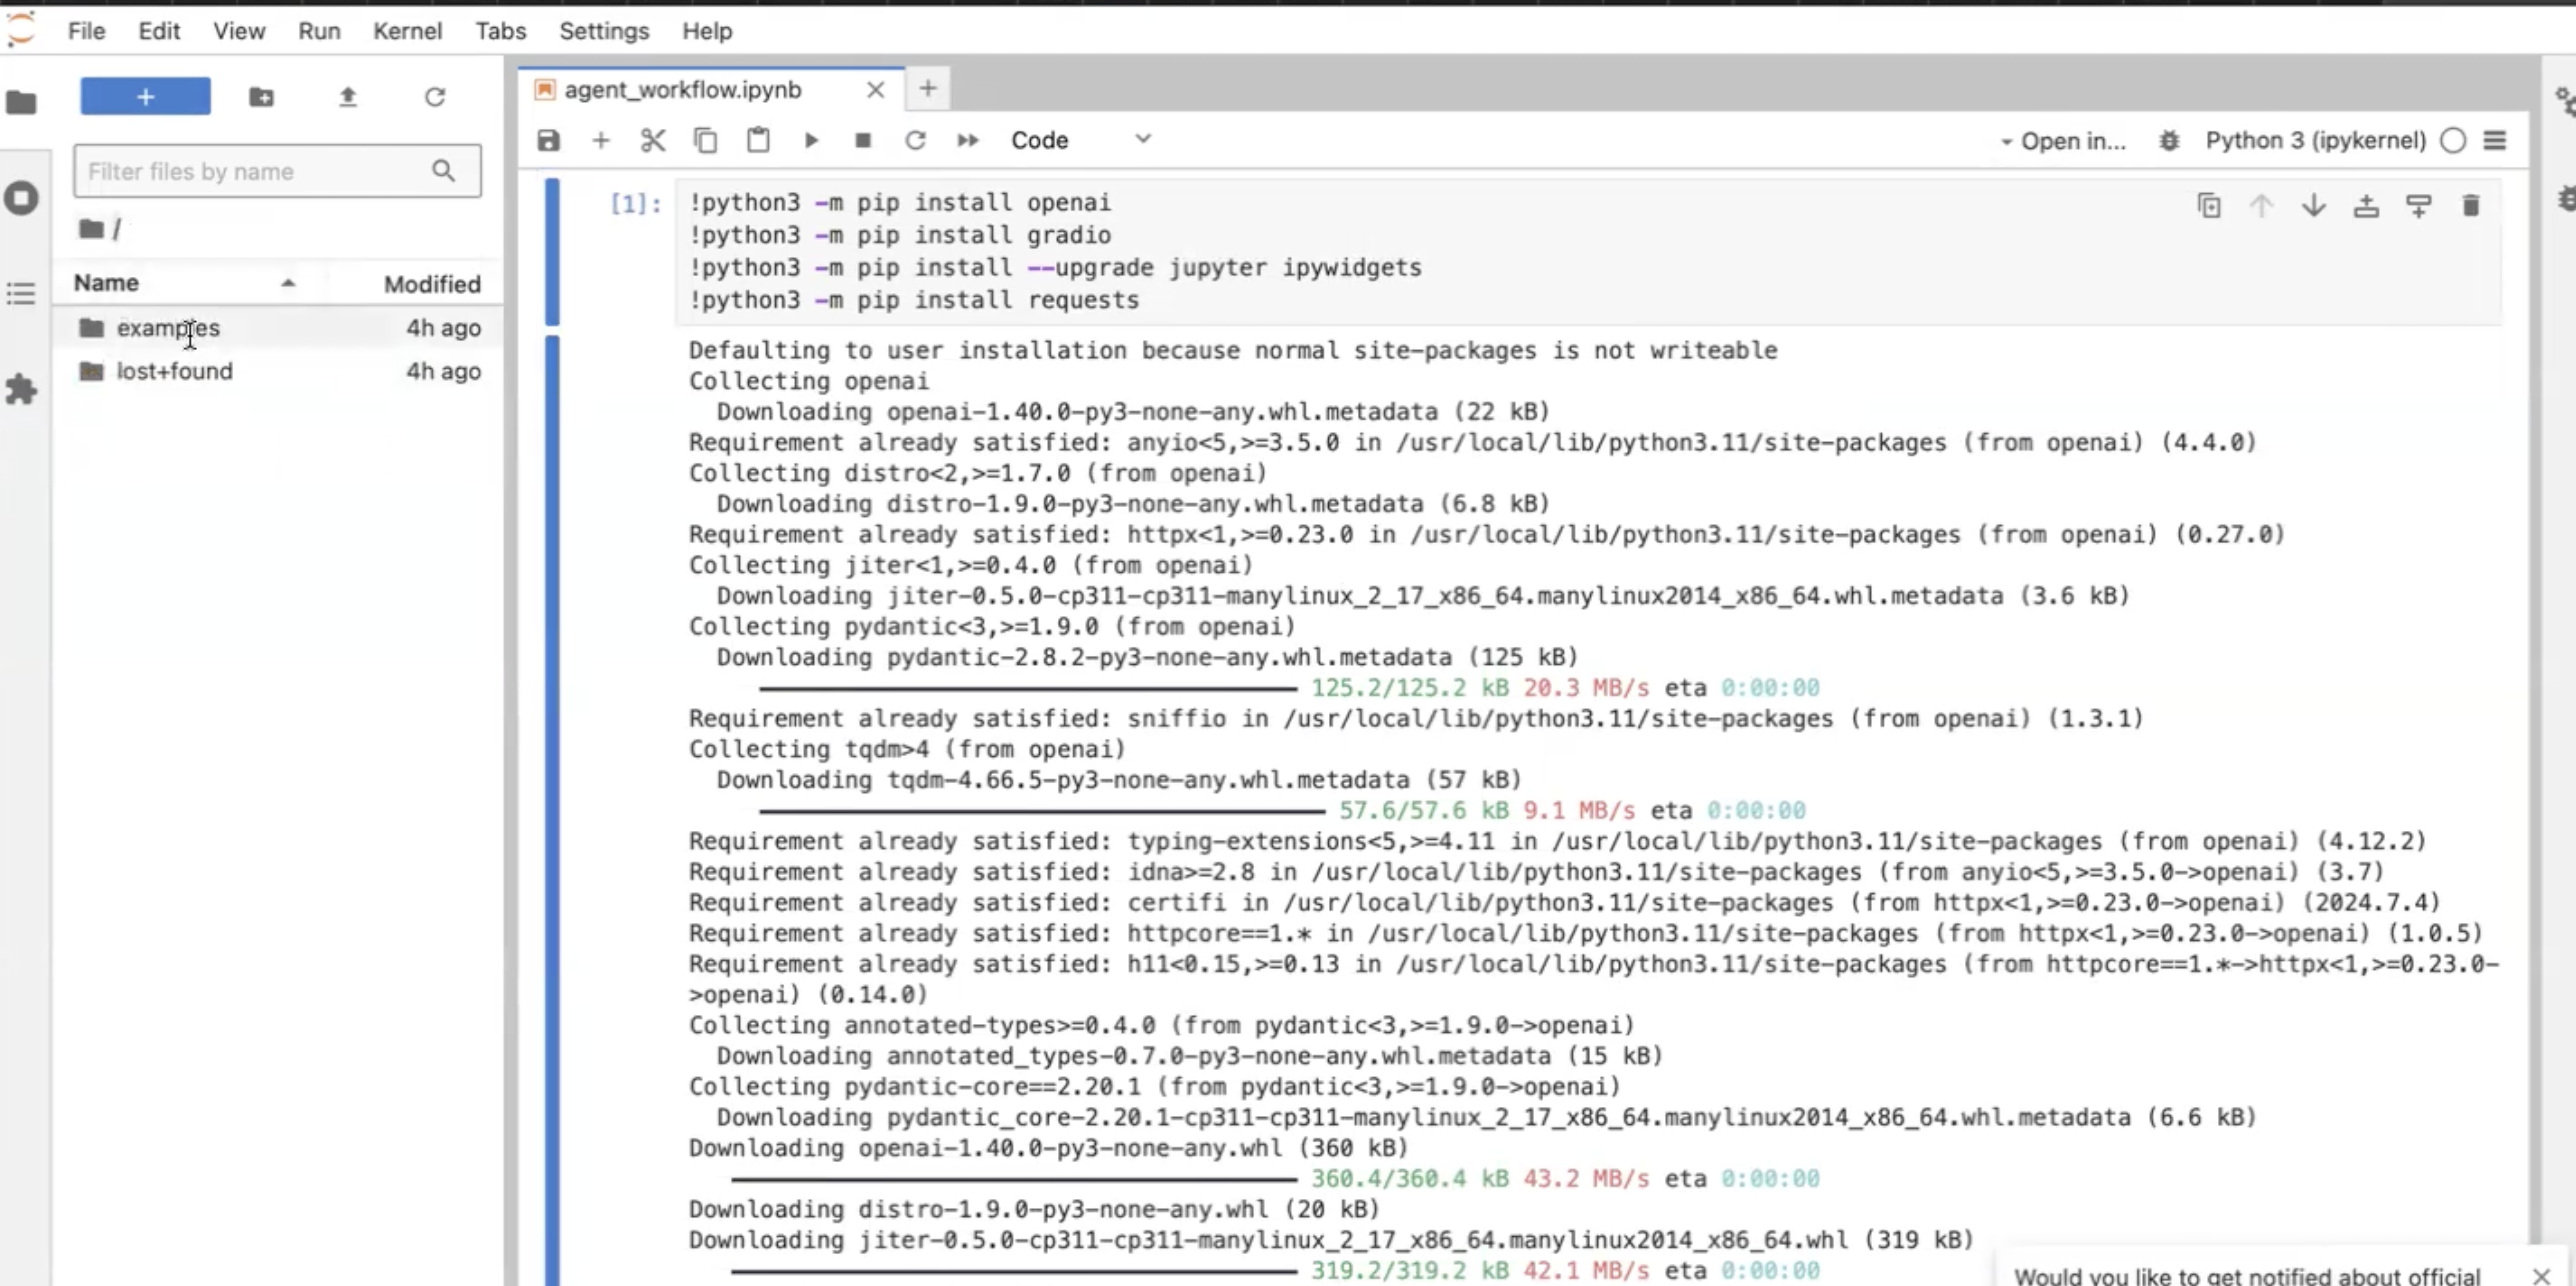 File Edit View Run Kernel Tabs Settings Help
agent_workflow.ipynb
Filter files by name
/
Name Modified
examples 4h ago
lost+found 4h ago
Code
Open in...
Python 3 (ipykernel)
[1]:
!python3 -m pip install openai
!python3 -m pip install gradio
!python3 -m pip install --upgrade jupyter ipywidgets
!python3 -m pip install requests
Defaulting to user installation because normal site-packages is not writeable
Collecting openai
  Downloading openai-1.40.0-py3-none-any.whl.metadata (22 kB)
Requirement already satisfied: anyio<5,>=3.5.0 in /usr/local/lib/python3.11/site-packages (from openai) (4.4.0)
Collecting distro<2,>=1.7.0 (from openai)
  Downloading distro-1.9.0-py3-none-any.whl.metadata (6.8 kB)
Requirement already satisfied: httpx<1,>=0.23.0 in /usr/local/lib/python3.11/site-packages (from openai) (0.27.0)
Collecting jiter<1,>=0.4.0 (from openai)
  Downloading jiter-0.5.0-cp311-cp311-manylinux_2_17_x86_64.manylinux2014_x86_64.whl.metadata (3.6 kB)
Collecting pydantic<3,>=1.9.0 (from openai)
  Downloading pydantic-2.8.2-py3-none-any.whl.metadata (125 kB)
125.2/125.2 kB 20.3 MB/s eta 0:00:00
Requirement already satisfied: sniffio in /usr/local/lib/python3.11/site-packages (from openai) (1.3.1)
Collecting tqdm>4 (from openai)
  Downloading tqdm-4.66.5-py3-none-any.whl.metadata (57 kB)
57.6/57.6 kB 9.1 MB/s eta 0:00:00
Requirement already satisfied: typing-extensions<5,>=4.11 in /usr/local/lib/python3.11/site-packages (from openai) (4.12.2)
Requirement already satisfied: idna>=2.8 in /usr/local/lib/python3.11/site-packages (from anyio<5,>=3.5.0->openai) (3.7)
Requirement already satisfied: certifi in /usr/local/lib/python3.11/site-packages (from httpx<1,>=0.23.0->openai) (2024.7.4)
Requirement already satisfied: httpcore==1.* in /usr/local/lib/python3.11/site-packages (from httpx<1,>=0.23.0->openai) (1.0.5)
Requirement already satisfied: h11<0.15,>=0.13 in /usr/local/lib/python3.11/site-packages (from httpcore==1.*->httpx<1,>=0.23.0-
>openai) (0.14.0)
Collecting annotated-types>=0.4.0 (from pydantic<3,>=1.9.0->openai)
  Downloading annotated_types-0.7.0-py3-none-any.whl.metadata (15 kB)
Collecting pydantic-core==2.20.1 (from pydantic<3,>=1.9.0->openai)
  Downloading pydantic_core-2.20.1-cp311-cp311-manylinux_2_17_x86_64.manylinux2014_x86_64.whl.metadata (6.6 kB)
Downloading openai-1.40.0-py3-none-any.whl (360 kB)
360.4/360.4 kB 43.2 MB/s eta 0:00:00
Downloading distro-1.9.0-py3-none-any.whl (20 kB)
Downloading jiter-0.5.0-cp311-cp311-manylinux_2_17_x86_64.manylinux2014_x86_64.whl (319 kB)
319.2/319.2 kB 42.1 MB/s eta 0:00:00
Would you like to get notified about official